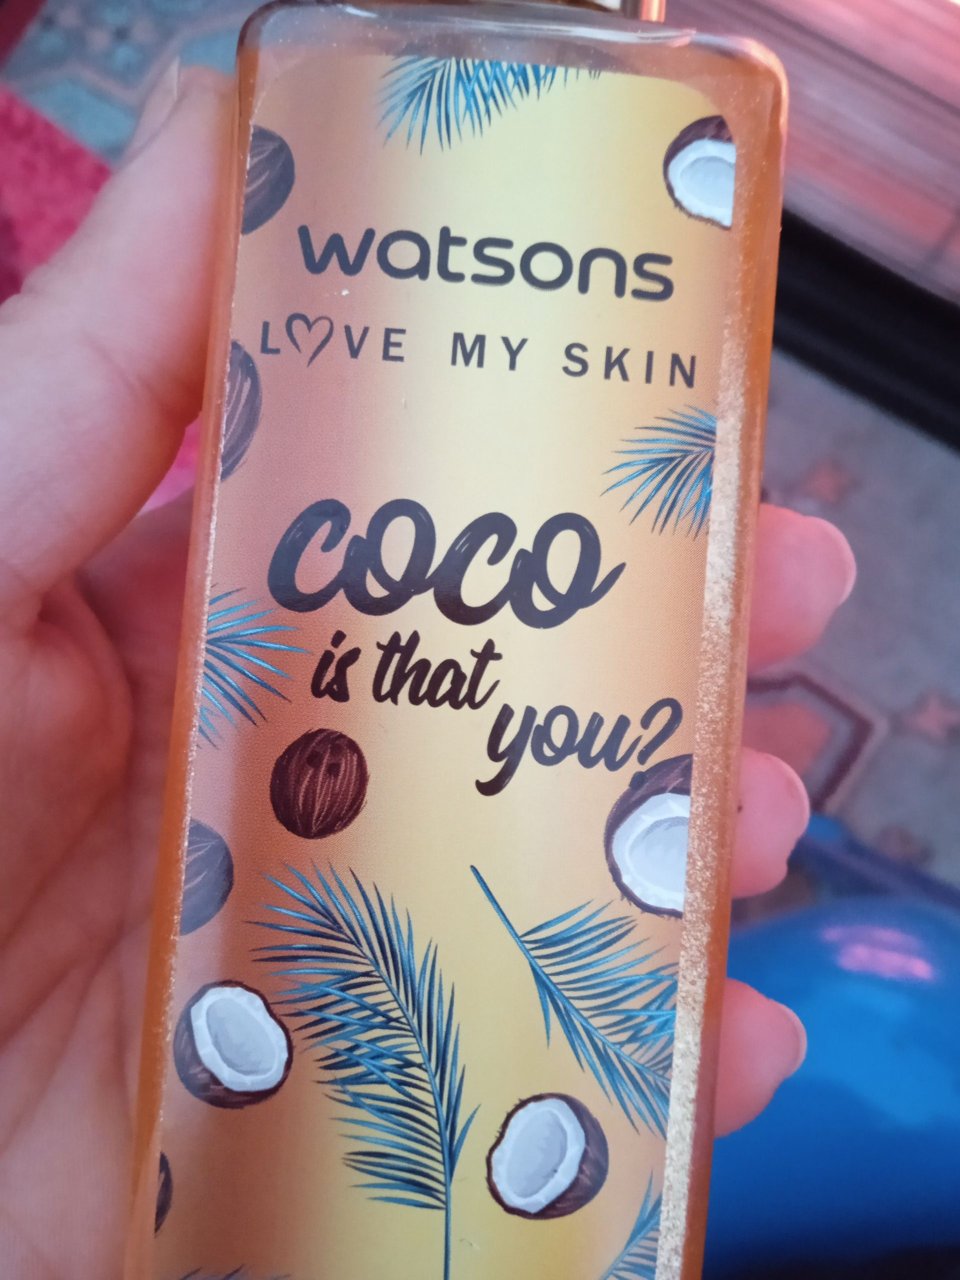 watsons
LOVE MY SKIN
coco
is that
you?